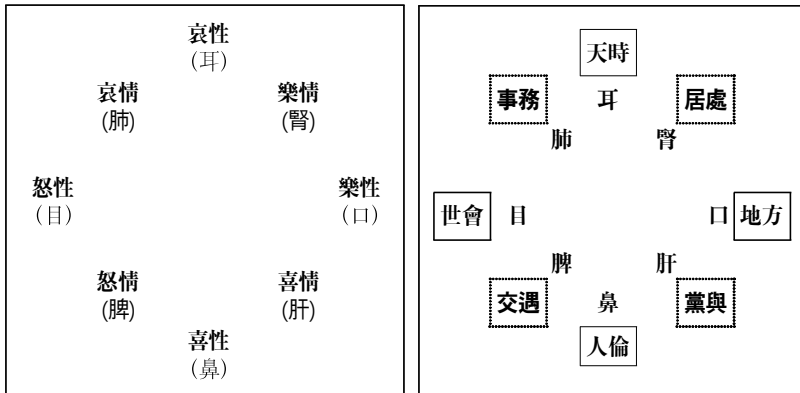 哀性
(耳)
哀情
(肺)
樂情
(腎)
怒性
(目)
樂性
(口)
怒情
(脾)
喜情
(肝)
喜性
(鼻)
天時
事務
耳
居處
肺
腎
世會
目
口
地方
脾
肝
交遇
鼻
黨與
人倫